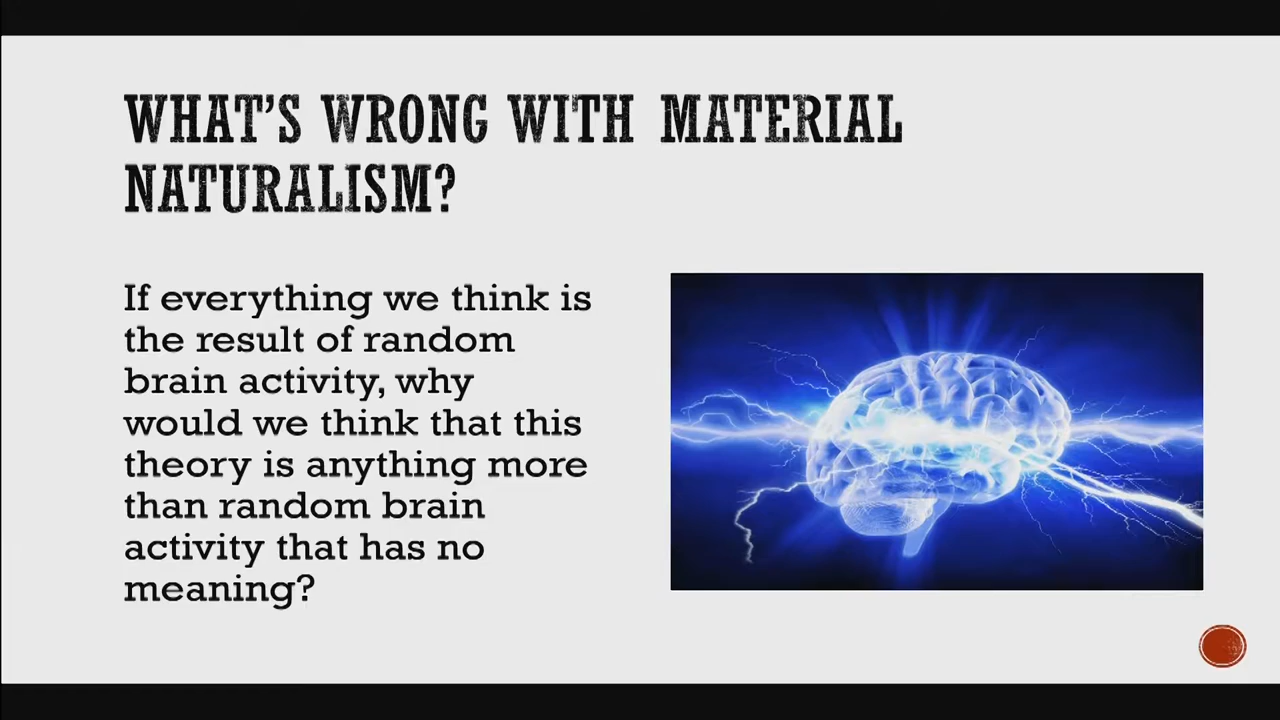 WHAT'S WRONG WITH MATERIAL
NATURALISM?
If everything we think is
the result of random
brain activity, why
would we think that this
theory is anything more
than random brain
activity that has no
meaning?